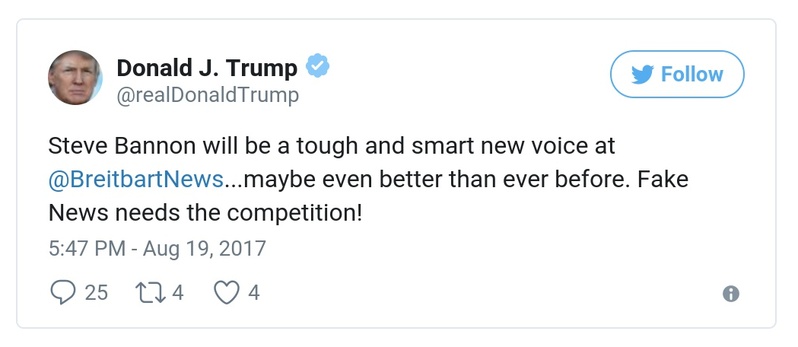 Donald J. Trump
Follow
@realDonaldTrump
Steve Bannon will be a tough and smart new voice at
@BreitbartNews...maybe even better than ever before. Fake
News needs the competition!
5:47 PM - Aug 19, 2017
25 4 4